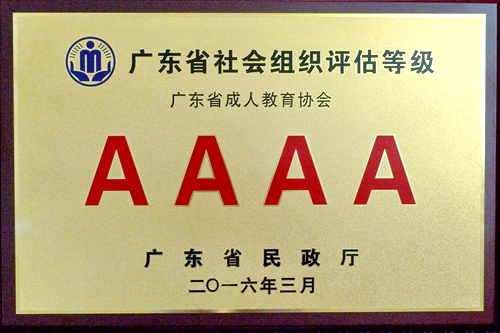 广东省社会组织评估等级
广东省成人教育协会
AAAA
广东省民政厅
二〇一六年三月